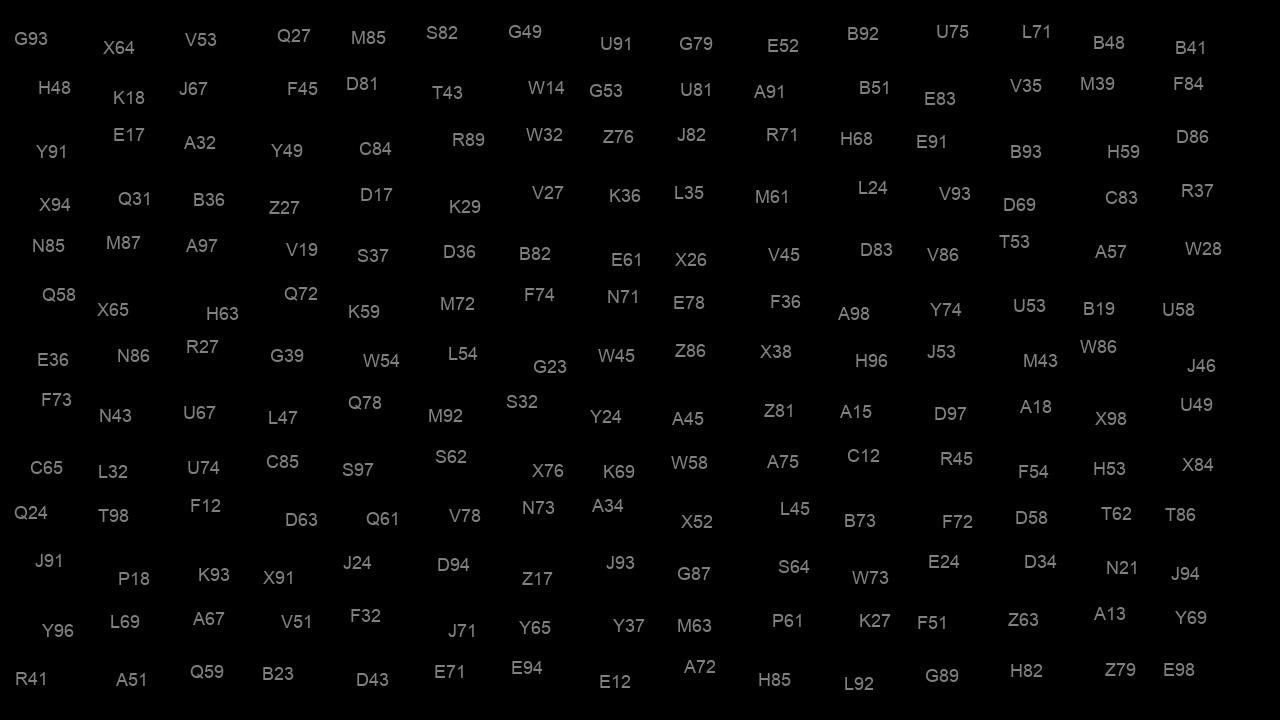 G93 X64 V53 Q27 M85 S82 G49 U91 G79 E52 B92 U75 L71 B48 B41
H48 K18 J67 F45 D81 T43 W14 G53 U81 A91 B51 E83 V35 M39 F84
Y91 E17 A32 Y49 C84 R89 W32 Z76 J82 R71 H68 E91 B93 H59 D86
X94 Q31 B36 Z27 D17 K29 V27 K36 L35 M61 L24 V93 D69 C83 R37
N85 M87 A97 V19 S37 D36 B82 E61 X26 V45 D83 V86 T53 A57 W28
Q58 X65 H63 Q72 K59 M72 F74 N71 E78 F36 A98 Y74 U53 B19 U58
E36 N86 R27 G39 W54 L54 G23 W45 Z86 X38 H96 J53 M43 W86 J46
F73 N43 U67 L47 Q78 M92 S32 Y24 A45 Z81 A15 D97 A18 X98 U49
C65 L32 U74 C85 S97 S62 X76 K69 W58 A75 C12 R45 F54 H53 X84
Q24 T98 F12 D63 Q61 V78 N73 A34 X52 L45 B73 F72 D58 T62 T86
J91 P18 K93 X91 J24 D94 Z17 J93 G87 S64 W73 E24 D34 N21 J94
Y96 L69 A67 V51 F32 J71 Y65 Y37 M63 P61 K27 F51 Z63 A13 Y69
R41 A51 Q59 B23 D43 E71 E94 E12 A72 H85 L92 G89 H82 Z79 E98